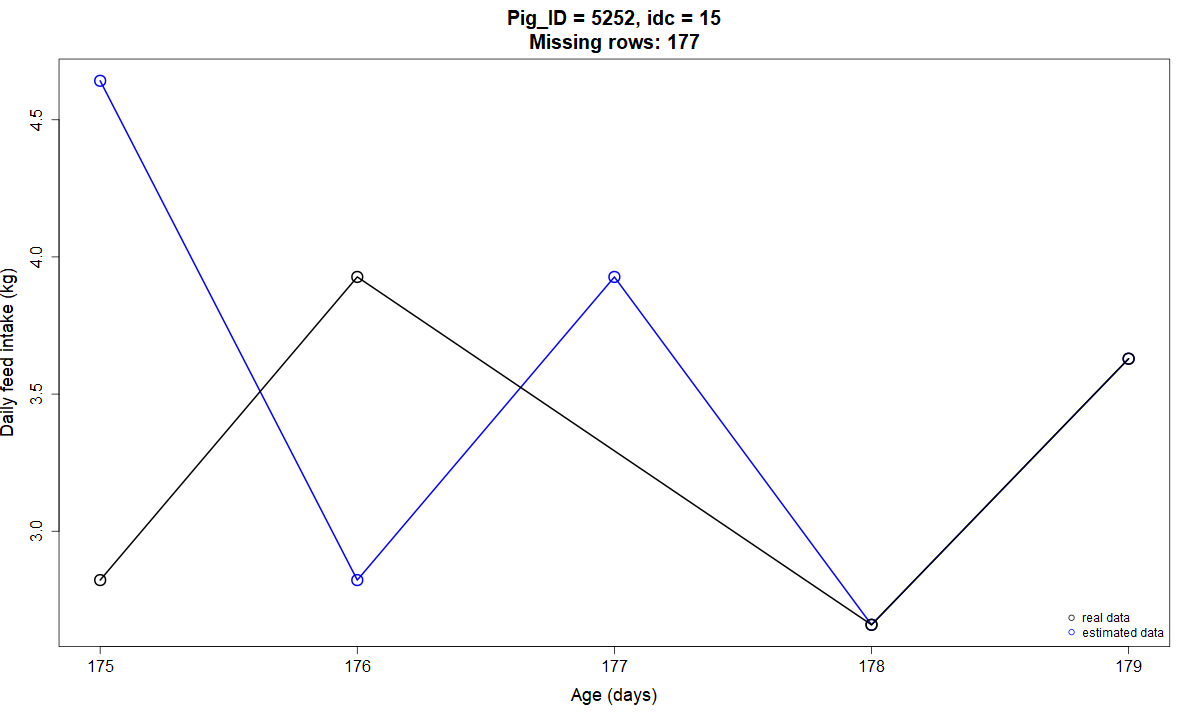 Pig_ID = 5252, idc = 15
Missing rows: 177
Daily feed intake (kg)
4.5
4.0
3.5
3.0
175
176
177
178
179
Age (days)
real data
estimated data